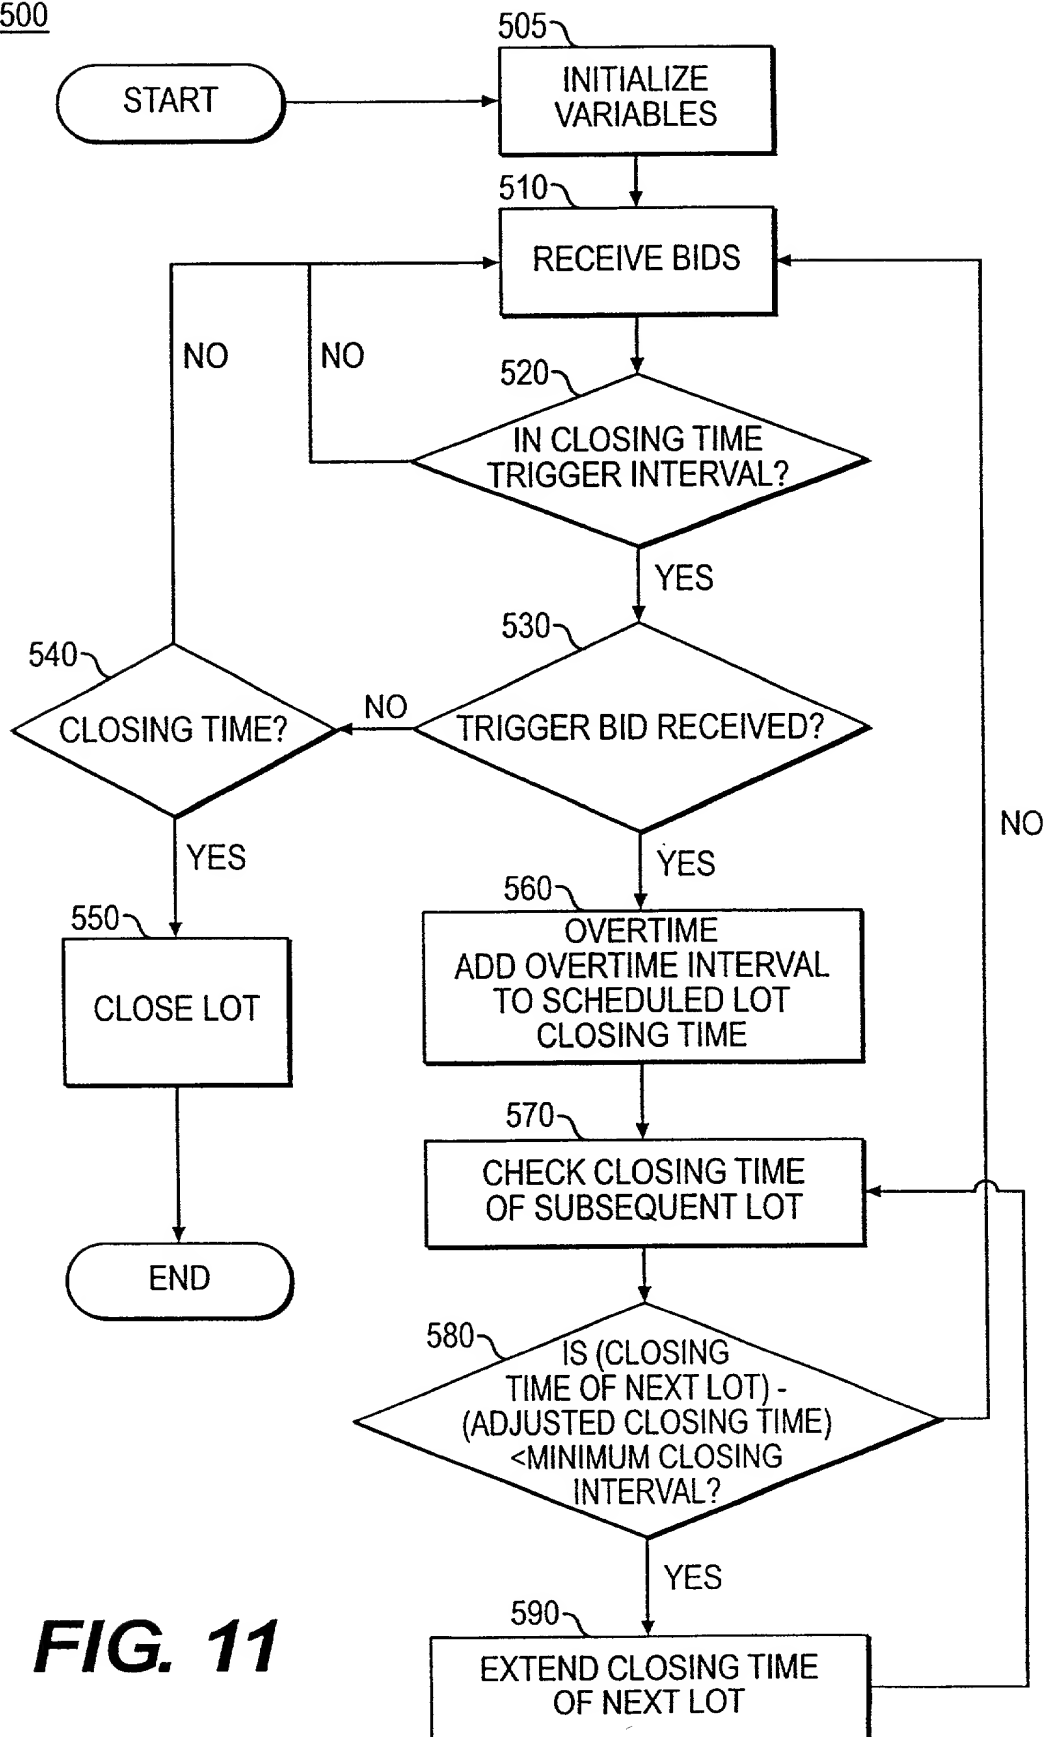 500
505
START
INITIALIZE
VARIABLES
510
RECEIVE BIDS
NO
NO
520
IN CLOSING TIME
TRIGGER INTERVAL?
YES
530
540
TRIGGER BID RECEIVED?
NO
CLOSING TIME?
NO
YES
YES
560
550
OVERTIME
ADD OVERTIME INTERVAL
TO SCHEDULED LOT
CLOSING TIME
CLOSE LOT
570
CHECK CLOSING TIME
OF SUBSEQUENT LOT
END
580
IS (CLOSING
TIME OF NEXT LOT) -
(ADJUSTED CLOSING TIME)
<MINIMUM CLOSING
INTERVAL?
YES
590
EXTEND CLOSING TIME
OF NEXT LOT
FIG. 11